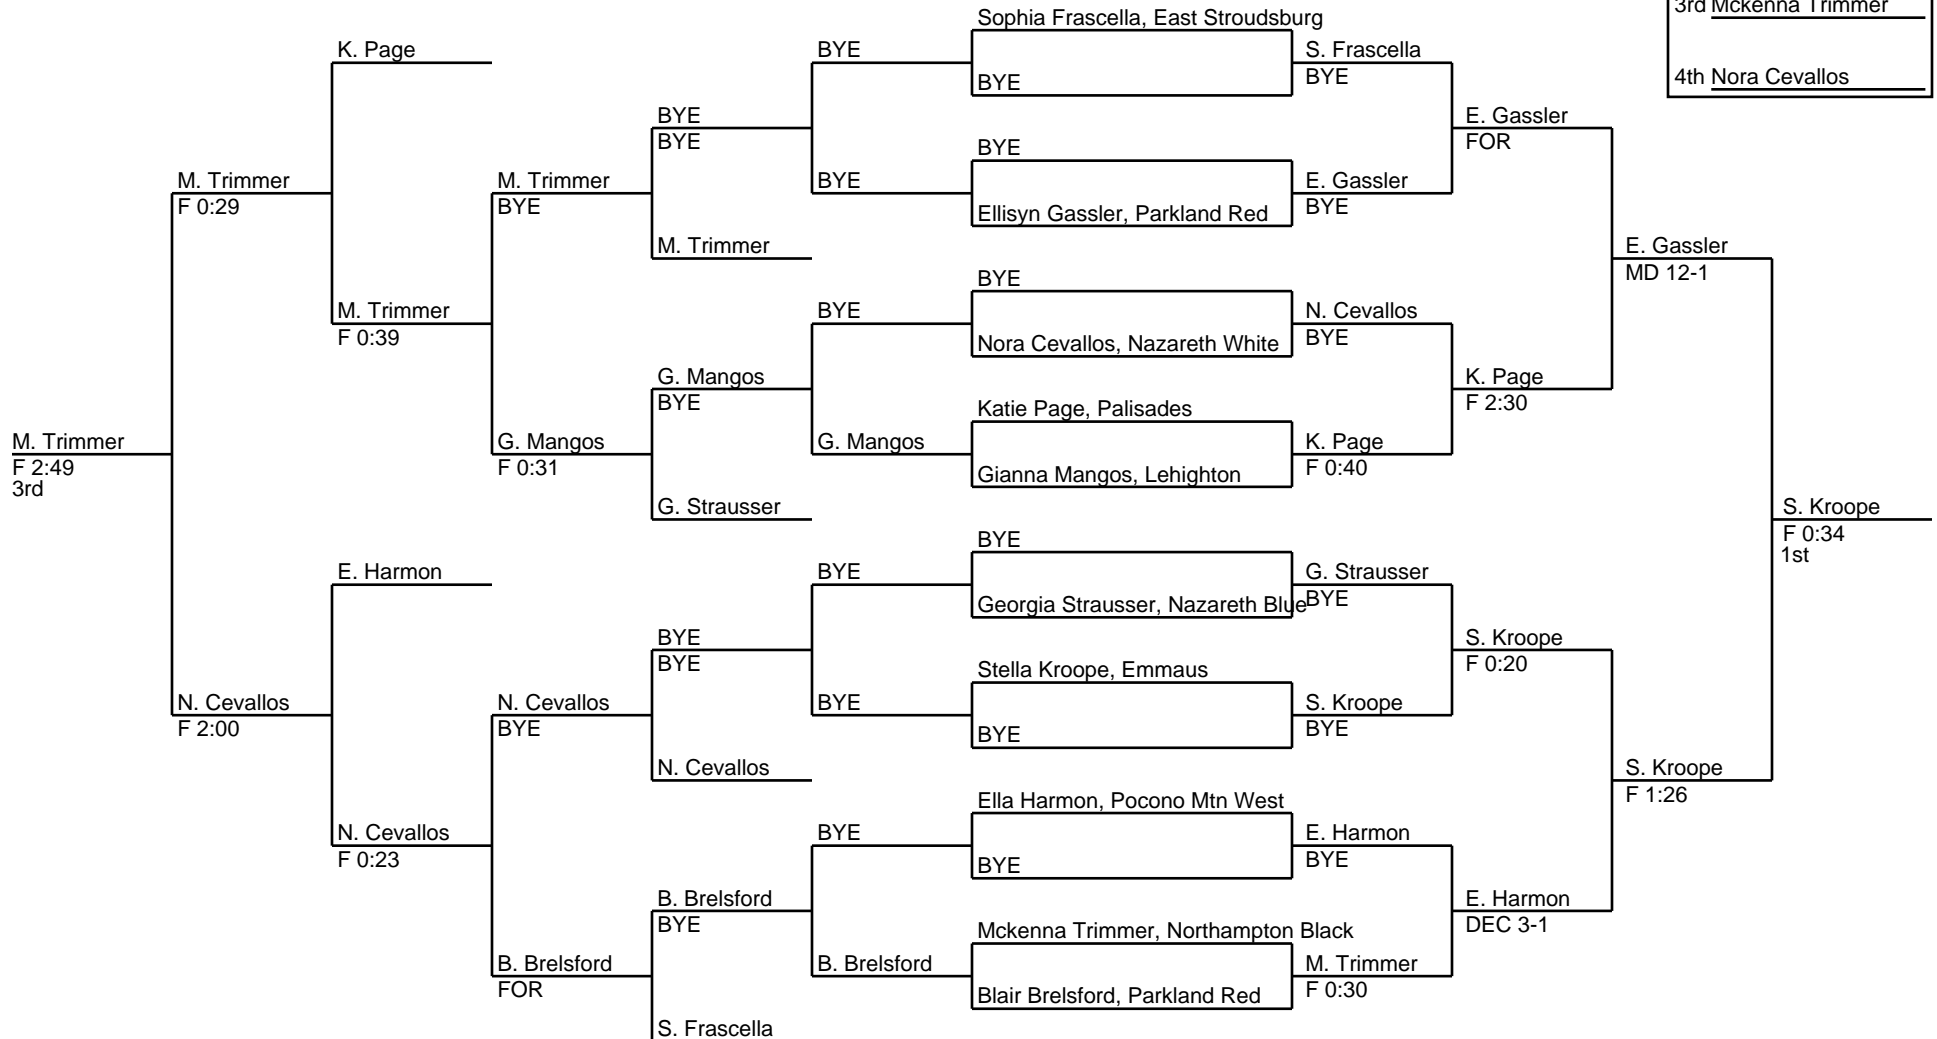 3rd Mckenna Trimmer
4th Nora Cevallos
M. Trimmer
F 2:49
3rd
M. Trimmer
F 0:29
N. Cevallos
F 2:00
K. Page
M. Trimmer
F 0:39
E. Harmon
N. Cevallos
F 0:23
M. Trimmer
BYE
G. Mangos
F 0:31
N. Cevallos
BYE
B. Brelsford
FOR
BYE
BYE
M. Trimmer
G. Mangos
BYE
G. Strausser
BYE
BYE
N. Cevallos
B. Brelsford
BYE
S. Frascella
BYE
BYE
BYE
G. Mangos
BYE
BYE
BYE
B. Brelsford
Sophia Frascella, East Stroudsburg
BYE
BYE
Ellisyn Gassler, Parkland Red
BYE
Nora Cevallos, Nazareth White
Katie Page, Palisades
Gianna Mangos, Lehighton
BYE
Georgia Strausser, Nazareth Blue
Stella Kroope, Emmaus
BYE
Ella Harmon, Pocono Mtn West
BYE
Mckenna Trimmer, Northampton Black
Blair Brelsford, Parkland Red
S. Frascella
BYE
E. Gassler
BYE
N. Cevallos
BYE
K. Page
F 0:40
G. Strausser
BYE
S. Kroope
BYE
E. Harmon
BYE
M. Trimmer
F 0:30
E. Gassler
FOR
K. Page
F 2:30
S. Kroope
F 0:20
E. Harmon
DEC 3-1
E. Gassler
MD 12-1
S. Kroope
F 1:26
S. Kroope
F 0:34
1st